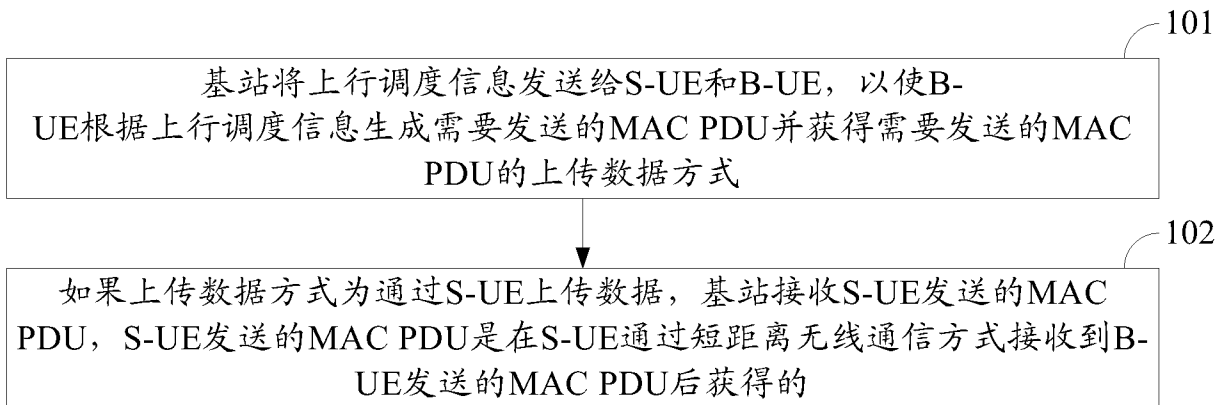 101
基站将上行调度信息发送给S-UE和B-UE，以使B-
UE根据上行调度信息生成需要发送的MAC PDU并获得需要发送的MAC
PDU的上传数据方式
102
如果上传数据方式为通过S-UE上传数据，基站接收S-UE发送的MAC
PDU，S-UE发送的MAC PDU是在S-UE通过短距离无线通信方式接收到B-
UE发送的MAC PDU后获得的